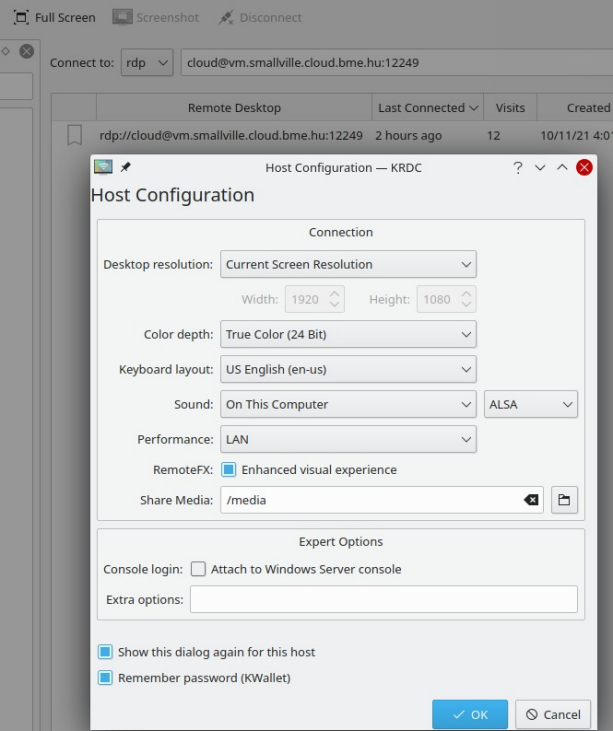 Full Screen Screenshot Disconnect
Connect to: rdp cloud@vm.smallville.cloud.bme.hu:12249
Remote Desktop Last Connected Visits Created
rdp://cloud@vm.smallville.cloud.bme.hu:12249 2 hours ago 12 10/11/21 4:01
Host Configuration — KRDC ?
Host Configuration
Connection
Desktop resolution: Current Screen Resolution
Width: 1920 Height: 1080
Color depth: True Color (24 Bit)
Keyboard layout: US English (en-us)
Sound: On This Computer ALSA
Performance: LAN
RemoteFX: Enhanced visual experience
Share Media: /media
Expert Options
Console login: Attach to Windows Server console
Extra options:
Show this dialog again for this host
Remember password (KWallet)
OK Cancel